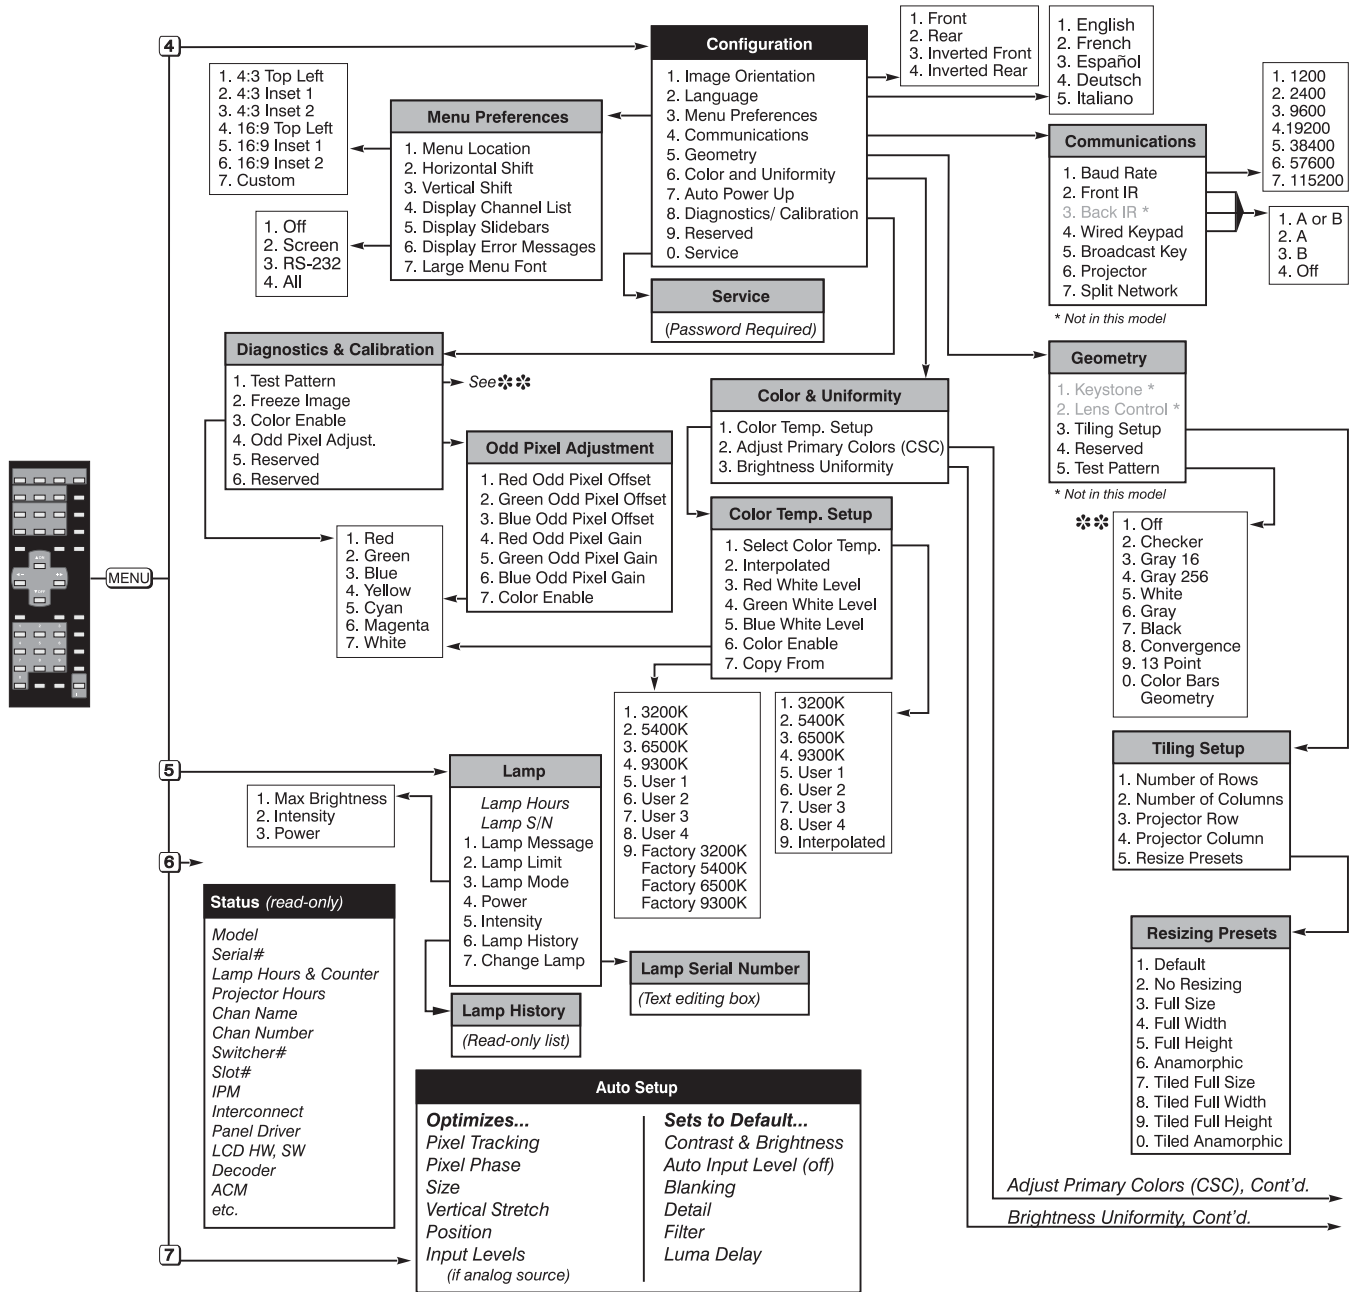 MENU
4
Configuration
1. Image Orientation
2. Language
3. Menu Preferences
4. Communications
5. Geometry
6. Color and Uniformity
7. Auto Power Up
8. Diagnostics/ Calibration
9. Reserved
0. Service
1. Front
2. Rear
3. Inverted Front
4. Inverted Rear
1. English
2. French
3. Español
4. Deutsch
5. Italiano
1. 4:3 Top Left
2. 4:3 Inset 1
3. 4:3 Inset 2
4. 16:9 Top Left
5. 16:9 Inset 1
6. 16:9 Inset 2
7. Custom
Menu Preferences
1. Menu Location
2. Horizontal Shift
3. Vertical Shift
4. Display Channel List
5. Display Slidebars
6. Display Error Messages
7. Large Menu Font
1. Off
2. Screen
3. RS-232
4. All
Communications
1. Baud Rate
2. Front IR
3. Back IR *
4. Wired Keypad
5. Broadcast Key
6. Projector
7. Split Network
* Not in this model
1. 1200
2. 2400
3. 9600
4.19200
5. 38400
6. 57600
7. 115200
1. A or B
2. A
3. B
4. Off
Service
(Password Required)
Diagnostics & Calibration
1. Test Pattern
2. Freeze Image
3. Color Enable
4. Odd Pixel Adjust.
5. Reserved
6. Reserved
See✻✻
Odd Pixel Adjustment
1. Red Odd Pixel Offset
2. Green Odd Pixel Offset
3. Blue Odd Pixel Offset
4. Red Odd Pixel Gain
5. Green Odd Pixel Gain
6. Blue Odd Pixel Gain
7. Color Enable
1. Red
2. Green
3. Blue
4. Yellow
5. Cyan
6. Magenta
7. White
Color & Uniformity
1. Color Temp. Setup
2. Adjust Primary Colors (CSC)
3. Brightness Uniformity
Color Temp. Setup
1. Select Color Temp.
2. Interpolated
3. Red White Level
4. Green White Level
5. Blue White Level
6. Color Enable
7. Copy From
1. 3200K
2. 5400K
3. 6500K
4. 9300K
5. User 1
6. User 2
7. User 3
8. User 4
9. Factory 3200K
Factory 5400K
Factory 6500K
Factory 9300K
1. 3200K
2. 5400K
3. 6500K
4. 9300K
5. User 1
6. User 2
7. User 3
8. User 4
9. Interpolated
Geometry
1. Keystone *
2. Lens Control *
3. Tiling Setup
4. Reserved
5. Test Pattern
* Not in this model
✻✻
1. Off
2. Checker
3. Gray 16
4. Gray 256
5. White
6. Gray
7. Black
8. Convergence
9. 13 Point
0. Color Bars
Geometry
Tiling Setup
1. Number of Rows
2. Number of Columns
3. Projector Row
4. Projector Column
5. Resize Presets
Resizing Presets
1. Default
2. No Resizing
3. Full Size
4. Full Width
5. Full Height
6. Anamorphic
7. Tiled Full Size
8. Tiled Full Width
9. Tiled Full Height
0. Tiled Anamorphic
5
Lamp
Lamp Hours
Lamp S/N
1. Lamp Message
2. Lamp Limit
3. Lamp Mode
4. Power
5. Intensity
6. Lamp History
7. Change Lamp
1. Max Brightness
2. Intensity
3. Power
Lamp Serial Number
(Text editing box)
Lamp History
(Read-only list)
6
Status (read-only)
Model
Serial#
Lamp Hours & Counter
Projector Hours
Chan Name
Chan Number
Switcher#
Slot#
IPM
Interconnect
Panel Driver
LCD HW, SW
Decoder
ACM
etc.
7
Auto Setup
Optimizes...
Pixel Tracking
Pixel Phase
Size
Vertical Stretch
Position
Input Levels
(if analog source)
Sets to Default...
Contrast & Brightness
Auto Input Level (off)
Blanking
Detail
Filter
Luma Delay
Adjust Primary Colors (CSC), Cont'd.
Brightness Uniformity, Cont'd.